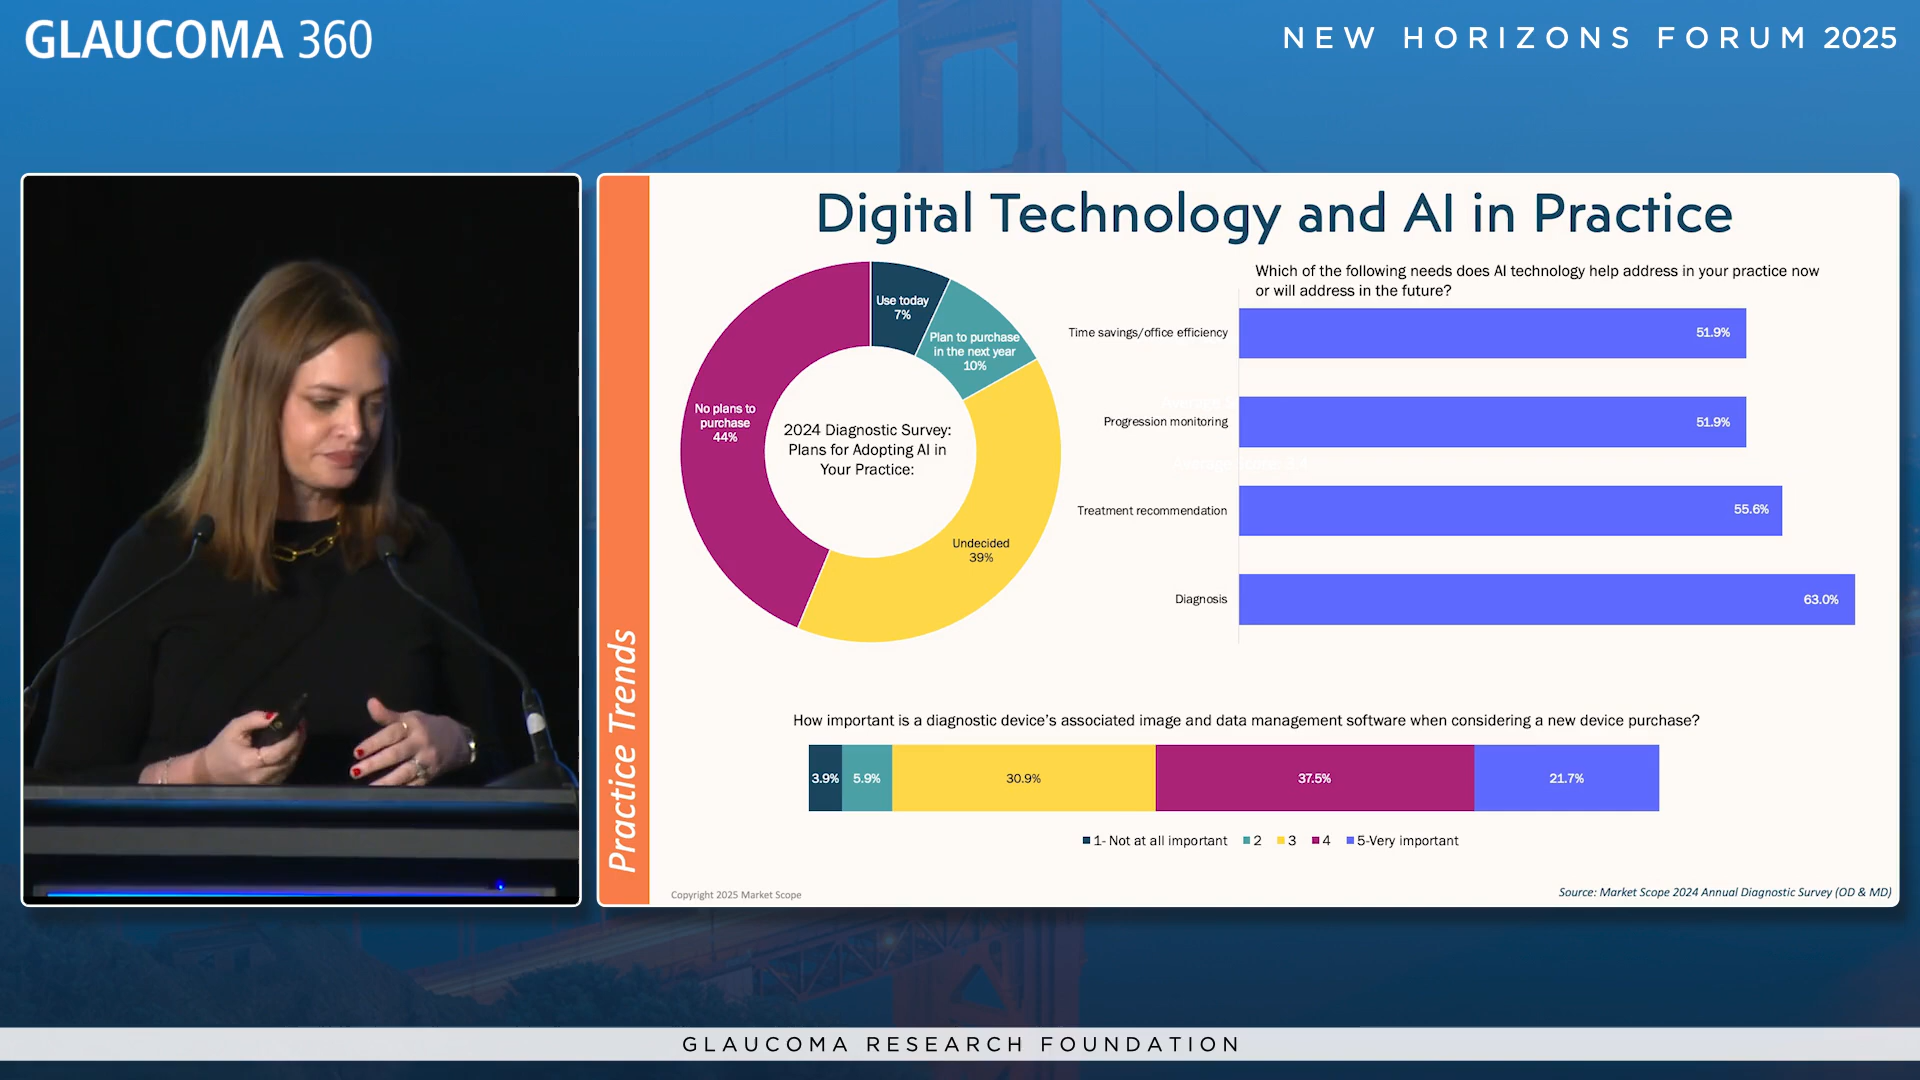 GLAUCOMA 360
NEW HORIZONS FORUM 2025
Digital Technology and AI in Practice
Practice Trends
Use today
7%
Plan to purchase
in the next year
10%
No plans to
purchase
44%
2024 Diagnostic Survey:
Plans for Adopting AI in
Your Practice:
Undecided
39%
Which of the following needs does AI technology help address in your practice now
or will address in the future?
Time savings/office efficiency
51.9%
Progression monitoring
51.9%
Treatment recommendation
55.6%
Diagnosis
63.0%
How important is a diagnostic device's associated image and data management software when considering a new device purchase?
3.9% 5.9% 30.9% 37.5% 21.7%
1- Not at all important 2 3 4 5-Very important
Copyright 2025 Market Scope
Source: Market Scope 2024 Annual Diagnostic Survey (OD & MD)
GLAUCOMA RESEARCH FOUNDATION